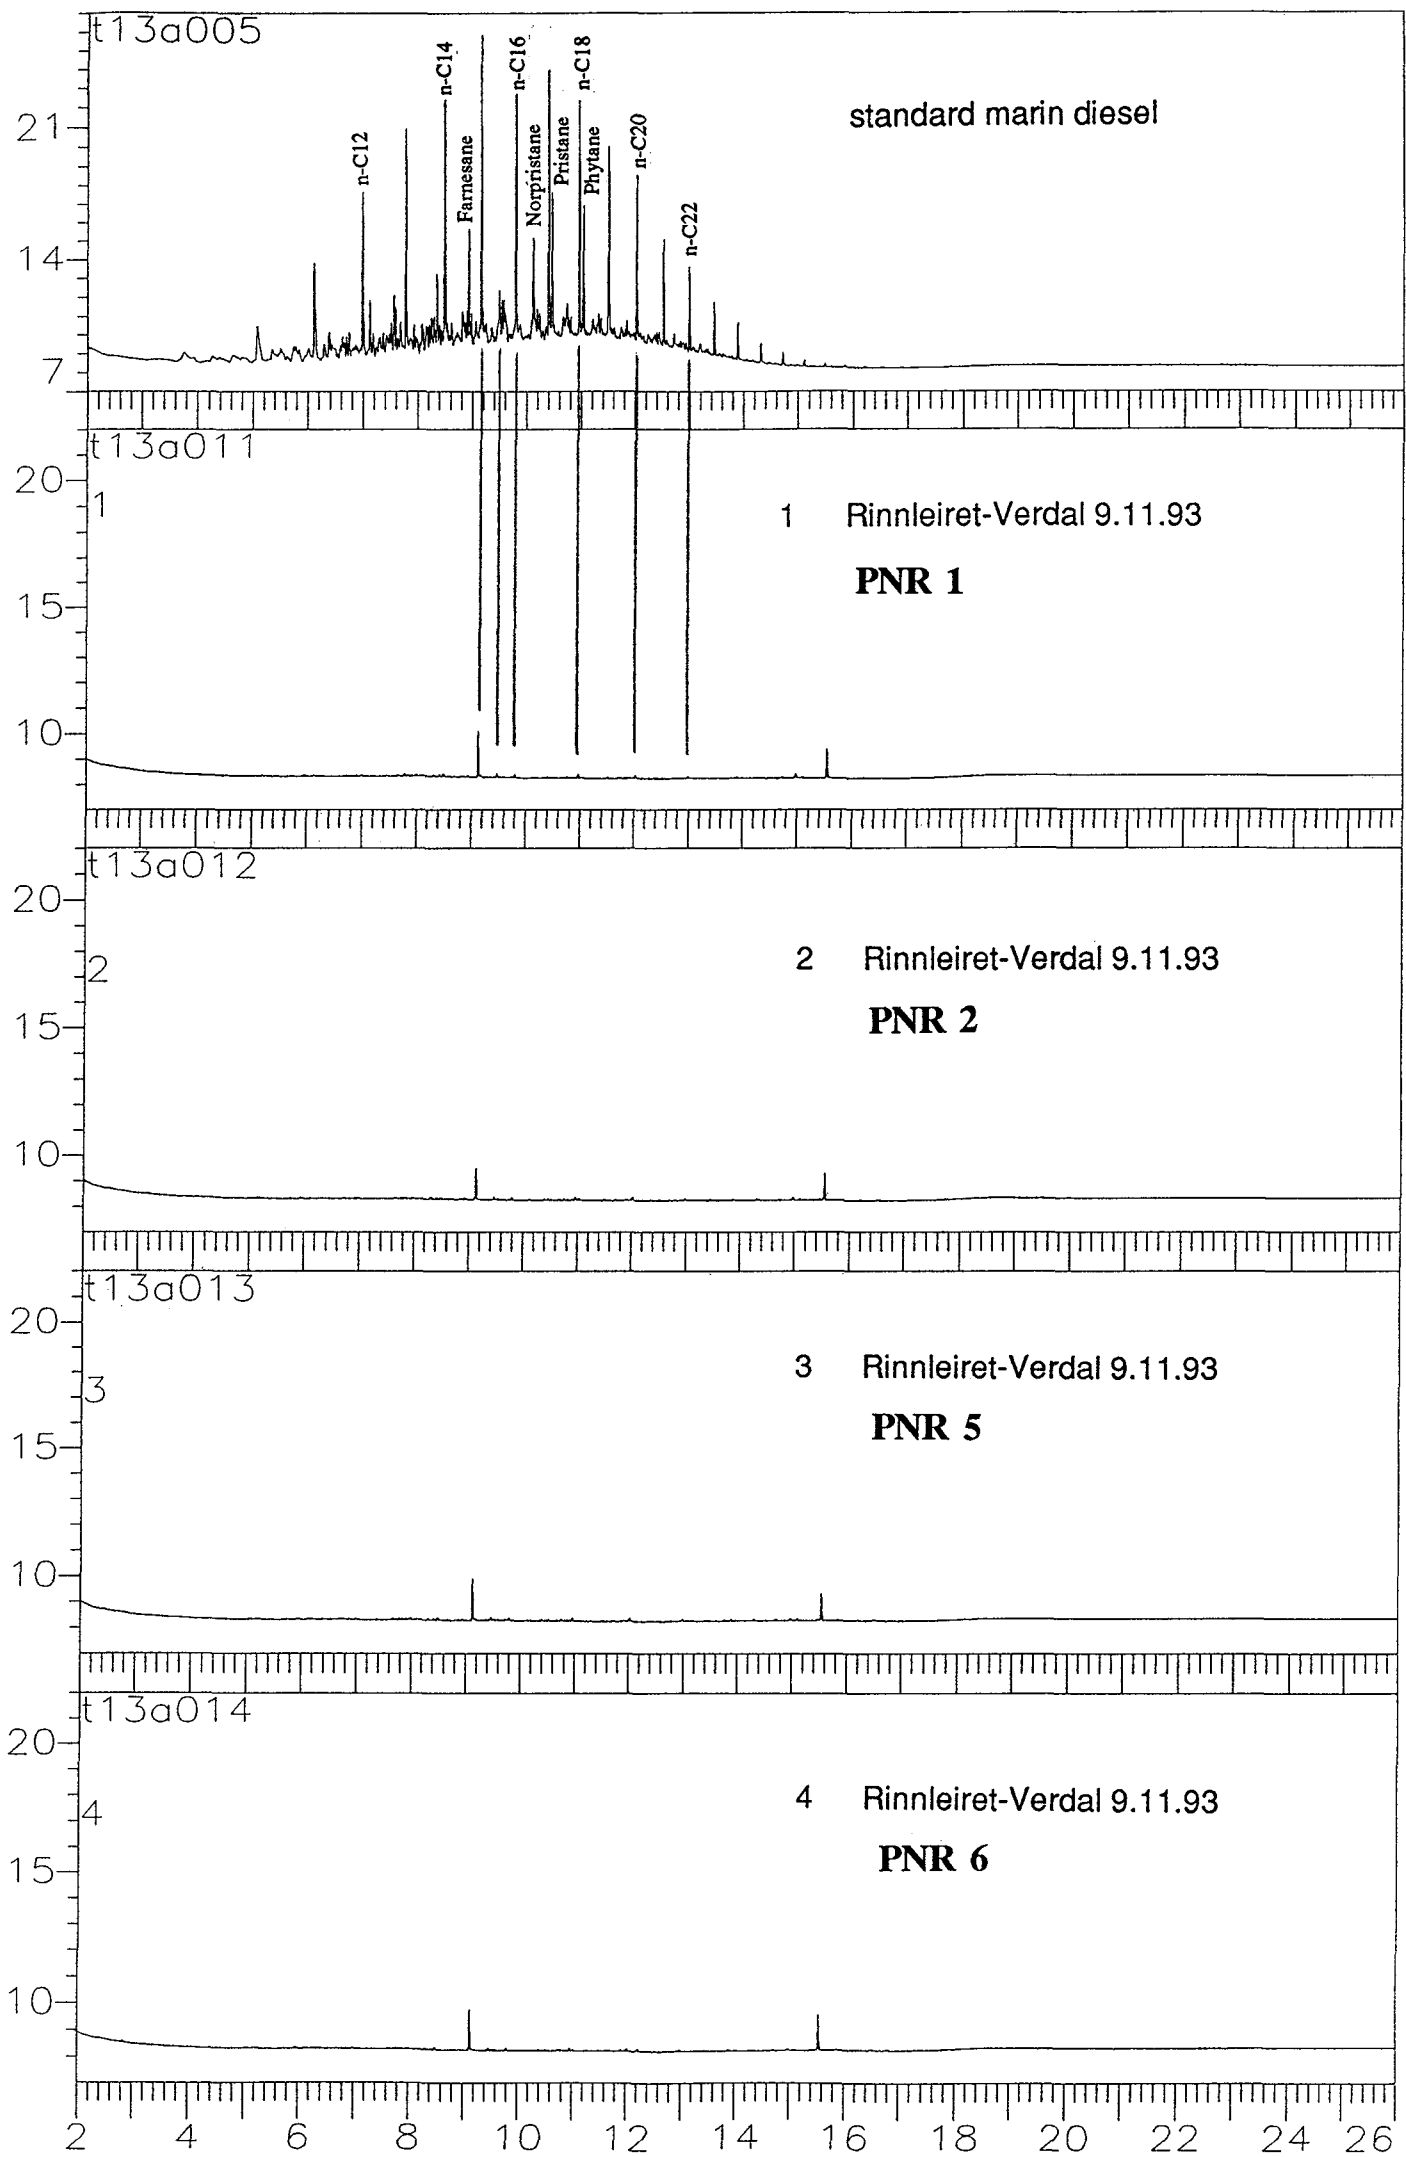 t13a005
n-C12
n-C14
Farnesane
n-C16
Norpristane
Pristane
n-C18
Phytane
n-C20
n-C22
standard marin diesel
21
14
7
t13a011
20
1
1 Rinnleiret-Verdal 9.11.93
PNR 1
15
10
t13a012
20
2
2 Rinnleiret-Verdal 9.11.93
PNR 2
15
10
t13a013
20
3
3 Rinnleiret-Verdal 9.11.93
PNR 5
15
10
t13a014
20
4
4 Rinnleiret-Verdal 9.11.93
PNR 6
15
10
2 4 6 8 10 12 14 16 18 20 22 24 26